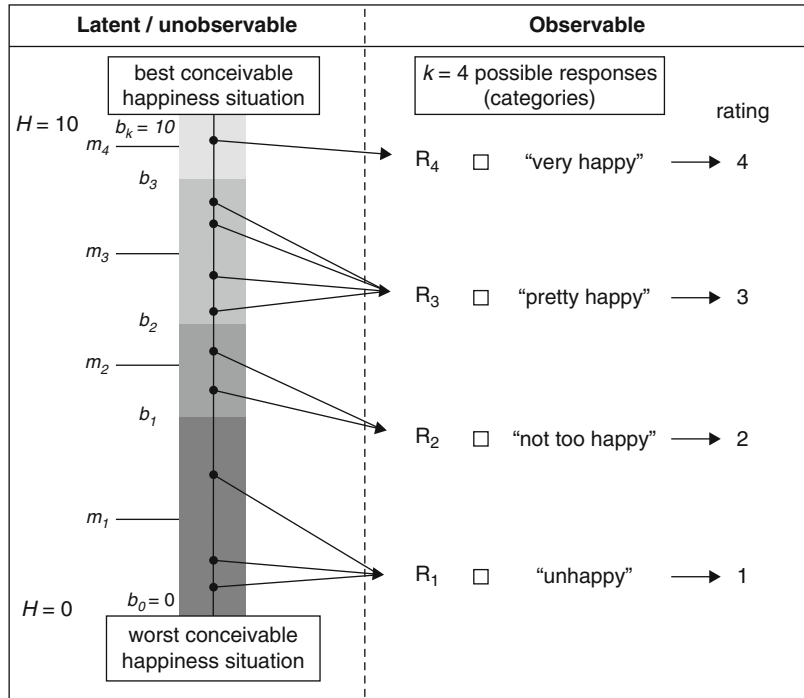 Latent / unobservable
Observable
best conceivable
happiness situation
k = 4 possible responses
(categories)
rating
H = 10
b_k = 10
m_4
R_4 □ “very happy” 4
b_3
m_3
R_3 □ “pretty happy” 3
b_2
m_2
b_1
R_2 □ “not too happy” 2
m_1
R_1 □ “unhappy” 1
b_0 = 0
H = 0
worst conceivable
happiness situation